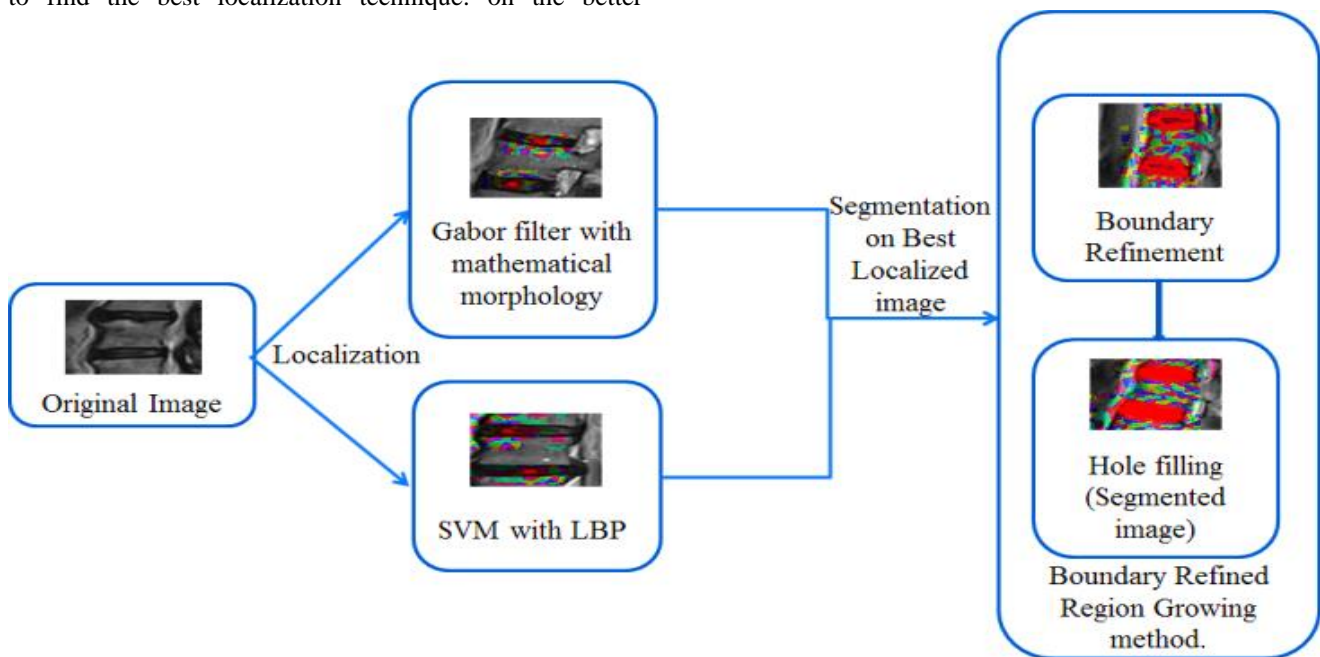 to find the best localization technique. on the better
Original Image
Localization
Gabor filter with
mathematical
morphology
SVM with LBP
Segmentation
on Best
Localized
image
Boundary
Refinement
Hole filling
(Segmented
image)
Boundary Refined
Region Growing
method.